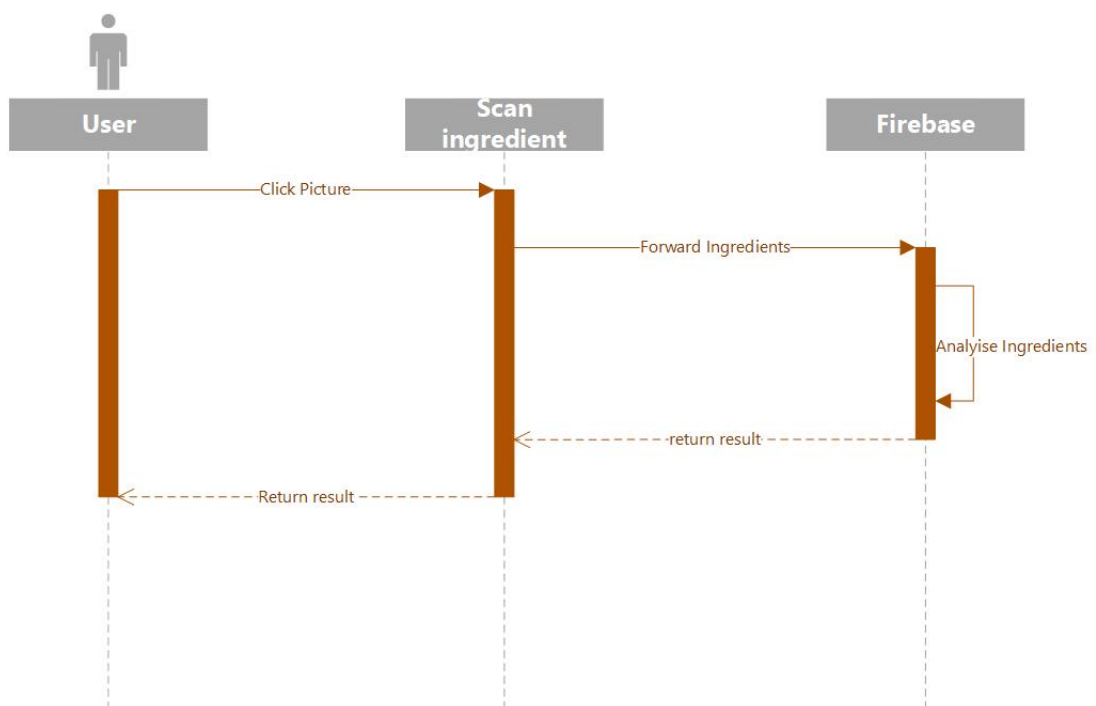 User
Scan
ingredient
Firebase
Click Picture
Forward Ingredients
Analyise Ingredients
return result
Return result